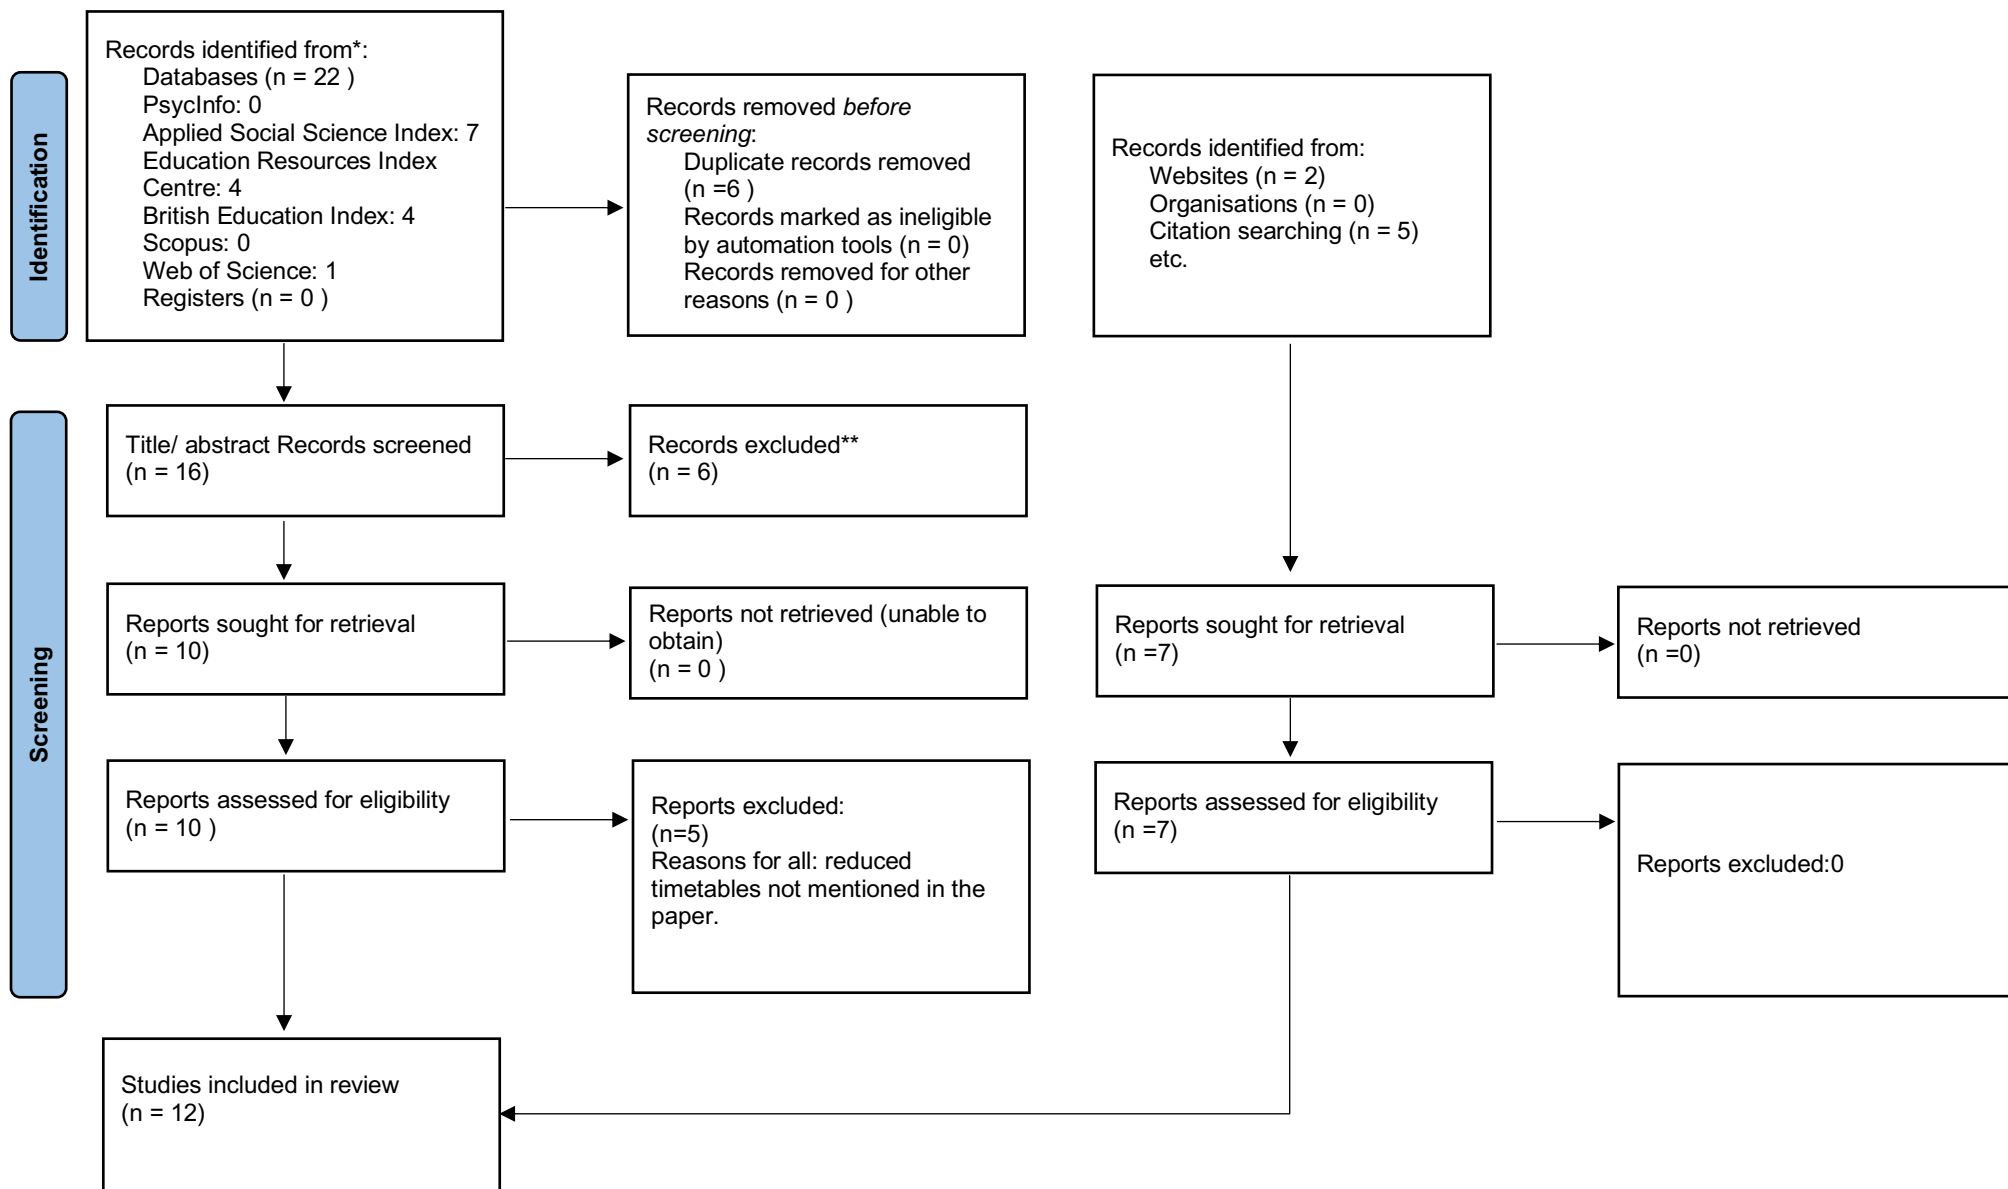 Identification
Records identified from*:
Databases (n = 22 )
PsycInfo: 0
Applied Social Science Index: 7
Education Resources Index
Centre: 4
British Education Index: 4
Scopus: 0
Web of Science: 1
Registers (n = 0 )
Records removed before
screening:
Duplicate records removed
(n =6 )
Records marked as ineligible
by automation tools (n = 0)
Records removed for other
reasons (n = 0 )
Records identified from:
Websites (n = 2)
Organisations (n = 0)
Citation searching (n = 5)
etc.
Screening
Title/ abstract Records screened
(n = 16)
Records excluded**
(n = 6)
Reports sought for retrieval
(n = 10)
Reports not retrieved (unable to
obtain)
(n = 0 )
Reports sought for retrieval
(n =7)
Reports not retrieved
(n =0)
Reports assessed for eligibility
(n = 10 )
Reports excluded:
(n=5)
Reasons for all: reduced
timetables not mentioned in the
paper.
Reports assessed for eligibility
(n =7)
Reports excluded:0
Studies included in review
(n = 12)